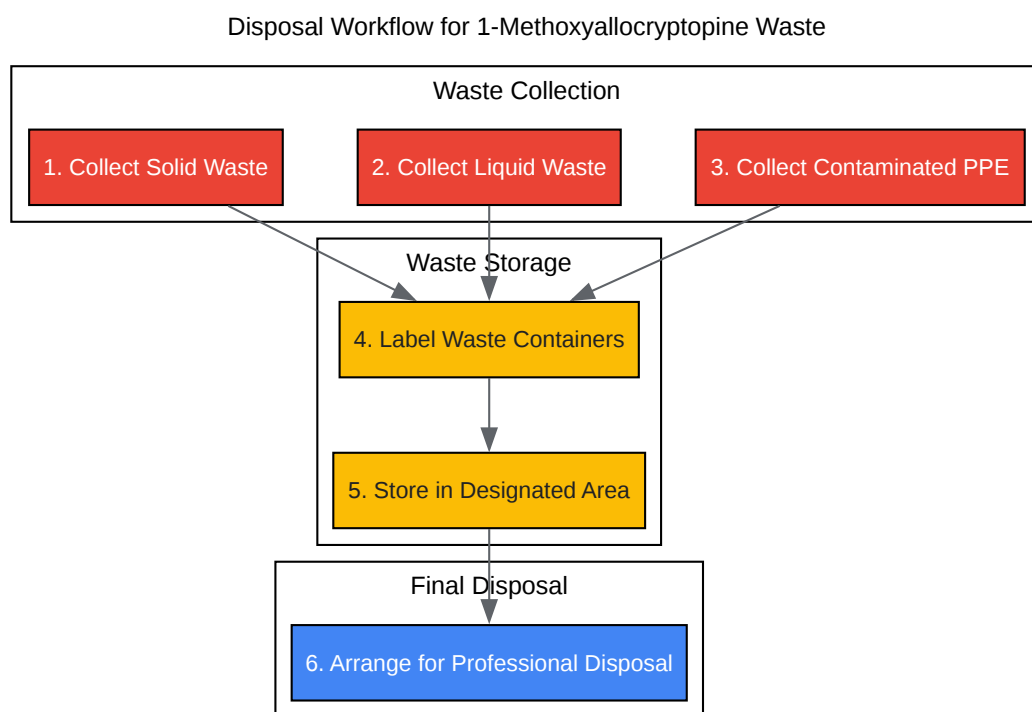 Disposal Workflow for 1-Methoxyallocryptopine Waste
Waste Collection
1. Collect Solid Waste
2. Collect Liquid Waste
3. Collect Contaminated PPE
Waste Storage
4. Label Waste Containers
5. Store in Designated Area
Final Disposal
6. Arrange for Professional Disposal